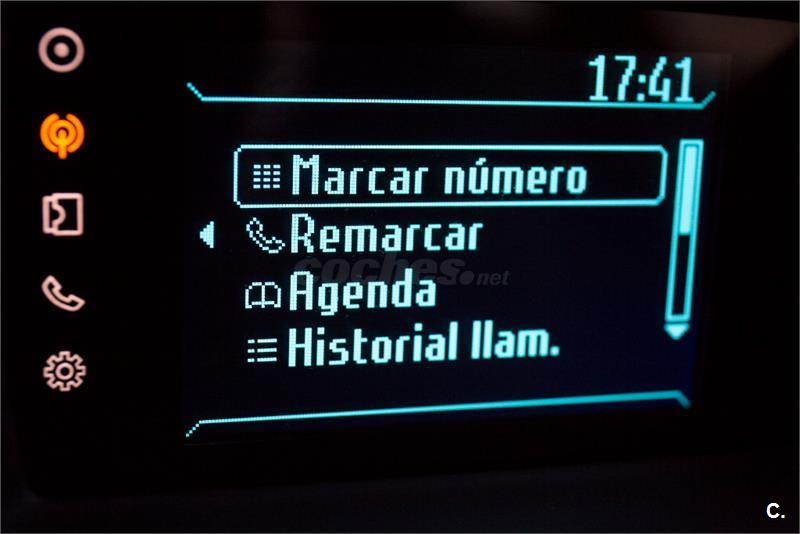 17:41
Marcar número
Remarcar
coches.net
Agenda
Historial llam.
C.